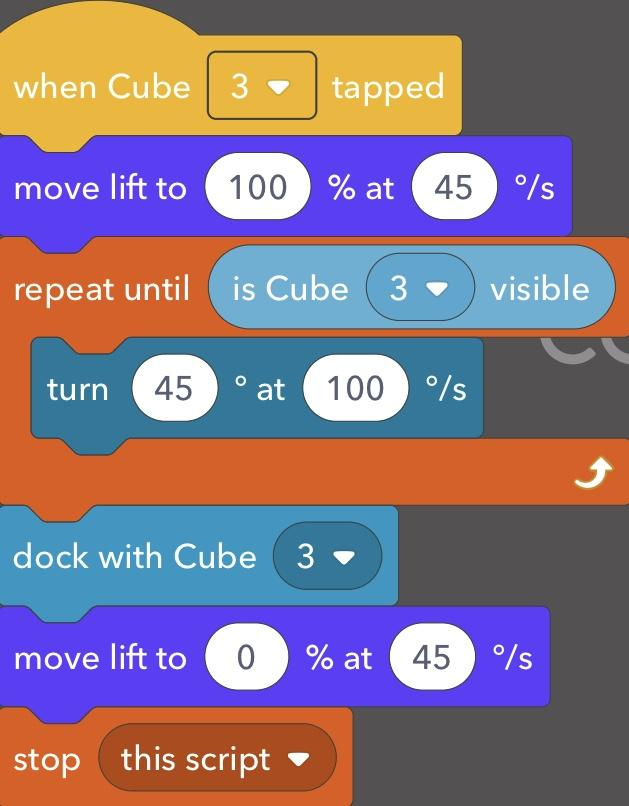 when Cube 3 tapped
move lift to 100 % at 45 °/s
repeat until is Cube 3 visible
turn 45 ° at 100 °/s
dock with Cube 3
move lift to 0 % at 45 °/s
stop this script